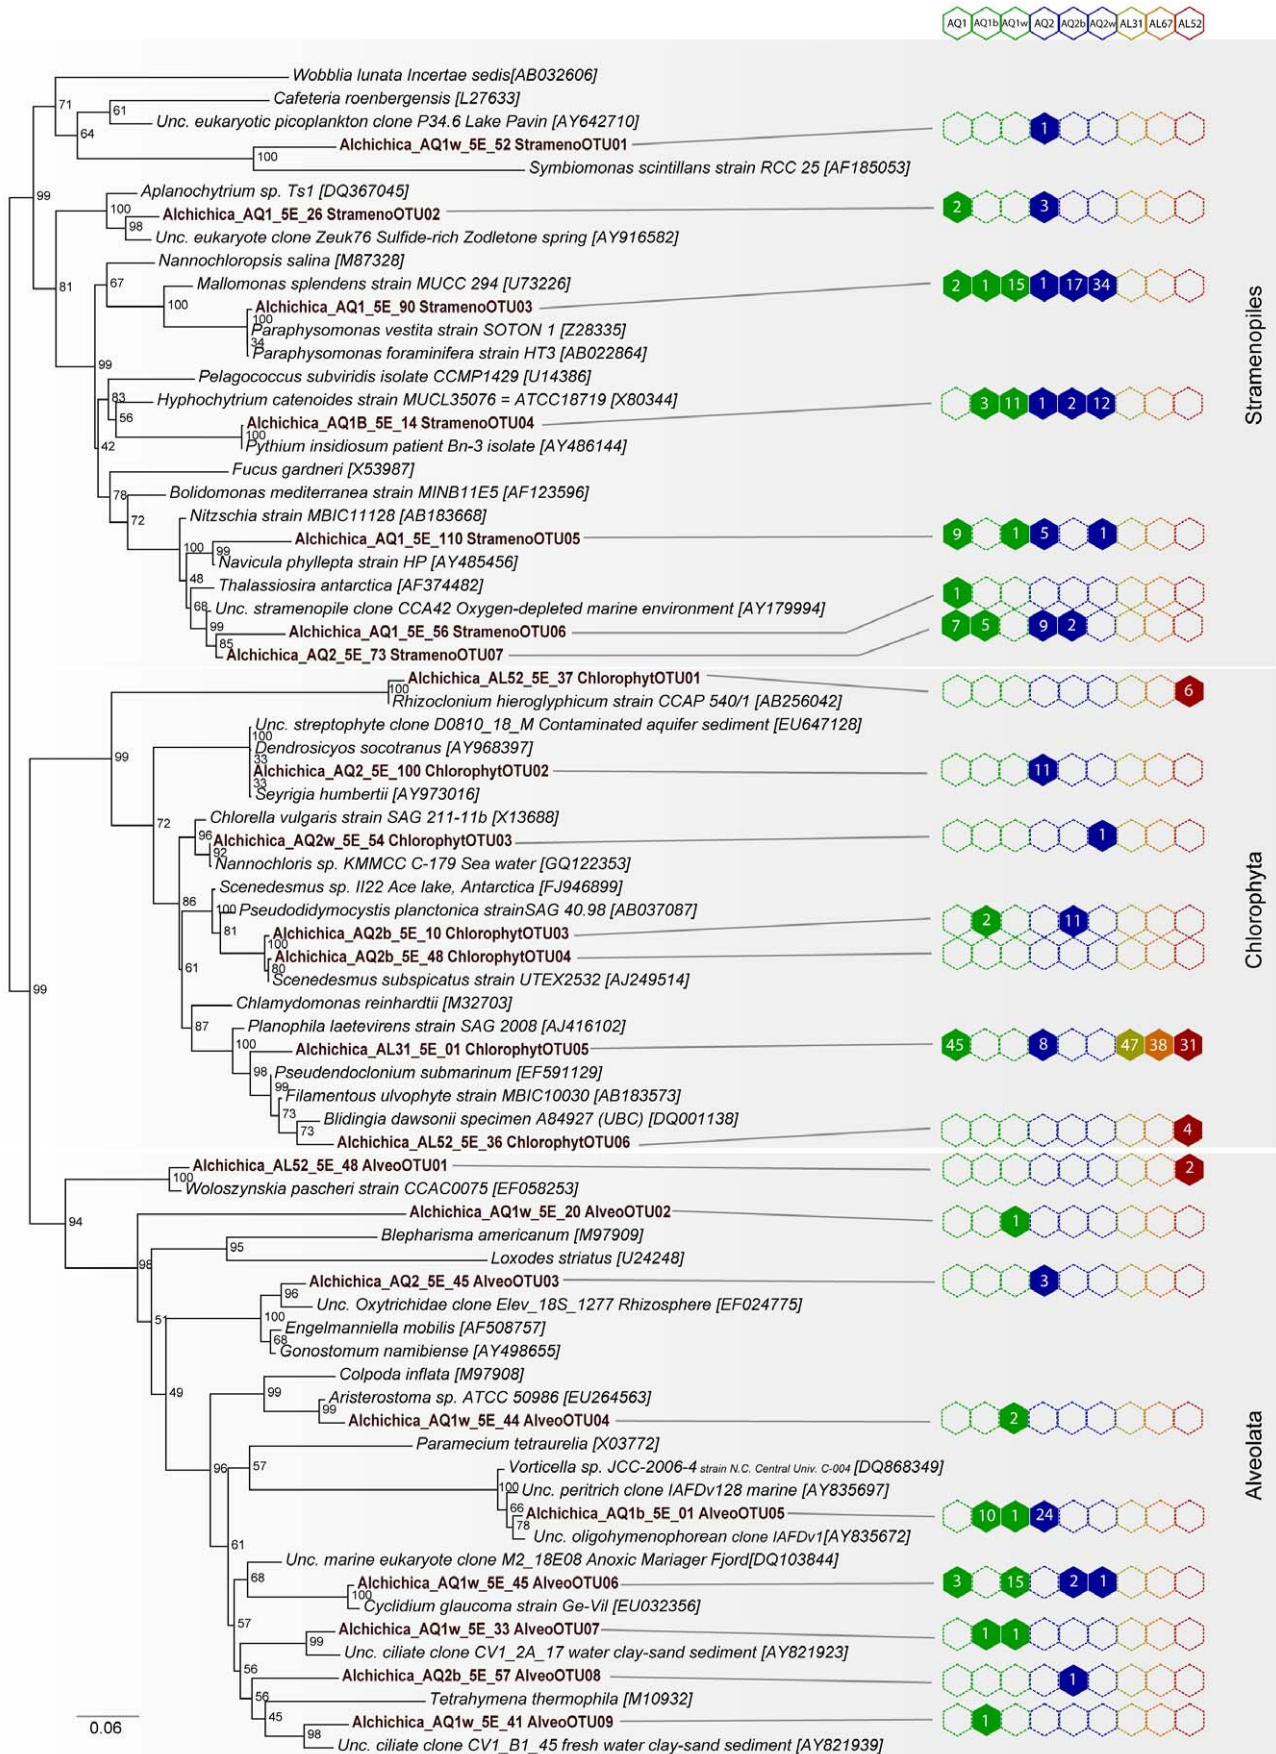 AQ1 AQ1b AQ1w AQ2 AQ2b AQ2w AL31 AL67 AL52
Wobblia lunata Incertae sedis[AB032606]
71
Cafeteria roenbergensis [L27633]
61
Unc. eukaryotic picoplankton clone P34.6 Lake Pavin [AY642710]
64
Alchichica_AQ1w_5E_52 StramenoOTU01
1
100
Symbiomonas scintillans strain RCC 25 [AF185053]
99
Aplanochytrium sp. Ts1 [DQ367045]
100
Alchichica_AQ1_5E_26 StramenoOTU02
2 3
98
Unc. eukaryote clone Zeuk76 Sulfide-rich Zodletone spring [AY916582]
Nannochloropsis salina [M87328]
81
67
Mallomonas splendens strain MUCC 294 [U73226]
2 1 15 1 17 34
100
Alchichica_AQ1_5E_90 StramenoOTU03
100
Paraphysomonas vestita strain SOTON 1 [Z28335]
34
Paraphysomonas foraminifera strain HT3 [AB022864]
99
Pelagococcus subviridis isolate CCMP1429 [U14386]
83
Hyphochytrium catenoides strain MUCL35076 = ATCC18719 [X80344]
3 11 1 2 12
56
Alchichica_AQ1B_5E_14 StramenoOTU04
100
Pythium insidiosum patient Bn-3 isolate [AY486144]
42
Fucus gardneri [X53987]
78
Bolidomonas mediterranea strain MINB11E5 [AF123596]
72
Nitzschia strain MBIC11128 [AB183668]
Alchichica_AQ1_5E_110 StramenoOTU05
9 1 5 1
100
99
Navicula phyllepta strain HP [AY485456]
48
Thalassiosira antarctica [AF374482]
1
68
Unc. stramenopile clone CCA42 Oxygen-depleted marine environment [AY179994]
99
Alchichica_AQ1_5E_56 StramenoOTU06
7 5 9 2
85
Alchichica_AQ2_5E_73 StramenoOTU07
Stramenopiles
Alchichica_AL52_5E_37 ChlorophytOTU01
6
100
Rhizoclonium hieroglyphicum strain CCAP 540/1 [AB256042]
Unc. streptophyte clone D0810_18_M Contaminated aquifer sediment [EU647128]
100
Dendrosicyos socotranus [AY968397]
99
33
Alchichica_AQ2_5E_100 ChlorophytOTU02
11
33
Seyrigia humbertii [AY973016]
72
Chlorella vulgaris strain SAG 211-11b [X13688]
96
Alchichica_AQ2w_5E_54 ChlorophytOTU03
1
92
Nannochloris sp. KMMCC C-179 Sea water [GQ122353]
Scenedesmus sp. II22 Ace lake, Antarctica [FJ946899]
86
100
Pseudodidymocystis planctonica strainSAG 40.98 [AB037087]
2 11
81
Alchichica_AQ2b_5E_10 ChlorophytOTU03
100
Alchichica_AQ2b_5E_48 ChlorophytOTU04
61
80
Scenedesmus subspicatus strain UTEX2532 [AJ249514]
99
Chlamydomonas reinhardtii [M32703]
87
Planophila laetevirens strain SAG 2008 [AJ416102]
100
Alchichica_AL31_5E_01 ChlorophytOTU05
45 8 47 38 31
98
Pseudendoclonium submarinum [EF591129]
99
Filamentous ulvophyte strain MBIC10030 [AB183573]
73
Blidingia dawsonii specimen A84927 (UBC) [DQ001138]
73
Alchichica_AL52_5E_36 ChlorophytOTU06
4
Chlorophyta
Alchichica_AL52_5E_48 AlveoOTU01
2
100
Woloszynskia pascheri strain CCAC0075 [EF058253]
94
Alchichica_AQ1w_5E_20 AlveoOTU02
1
Blepharisma americanum [M97909]
95
98
Loxodes striatus [U24248]
Alchichica_AQ2_5E_45 AlveoOTU03
3
96
Unc. Oxytrichidae clone Elev_18S_1277 Rhizosphere [EF024775]
51
100
Engelmanniella mobilis [AF508757]
68
Gonostomum namibiense [AY498655]
Colpoda inflata [M97908]
49
99
Aristerostoma sp. ATCC 50986 [EU264563]
99
Alchichica_AQ1w_5E_44 AlveoOTU04
2
Paramecium tetraurelia [X03772]
96
57
Vorticella sp. JCC-2006-4 strain N.C. Central Univ. C-004 [DQ868349]
100
Unc. peritrich clone IAFDv128 marine [AY835697]
66
Alchichica_AQ1b_5E_01 AlveoOTU05
10 1 24
78
Unc. oligohymenophorean clone IAFDv1[AY835672]
61
Unc. marine eukaryote clone M2_18E08 Anoxic Mariager Fjord[DQ103844]
68
Alchichica_AQ1w_5E_45 AlveoOTU06
3 15 2 1
100
Cyclidium glaucoma strain Ge-Vil [EU032356]
57
Alchichica_AQ1w_5E_33 AlveoOTU07
1 1
99
Unc. ciliate clone CV1_2A_17 water clay-sand sediment [AY821923]
56
Alchichica_AQ2b_5E_57 AlveoOTU08
1
56
Tetrahymena thermophila [M10932]
45
Alchichica_AQ1w_5E_41 AlveoOTU09
1
98
Unc. ciliate clone CV1_B1_45 fresh water clay-sand sediment [AY821939]
Alveolata
0.06